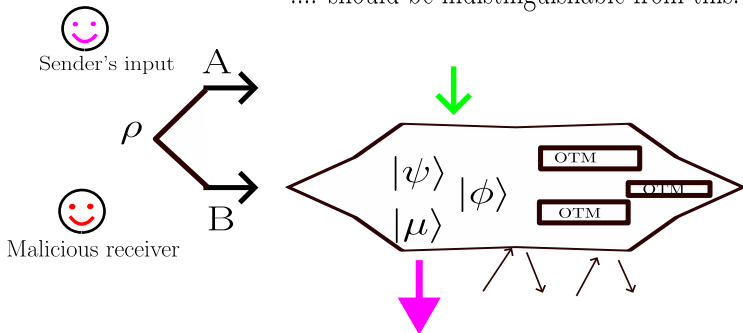 .... should be indistinguishable from this.
Sender's input
A
ρ
B
Malicious receiver
|ψ⟩
|ϕ⟩
|μ⟩
OTM
OTM
OTM